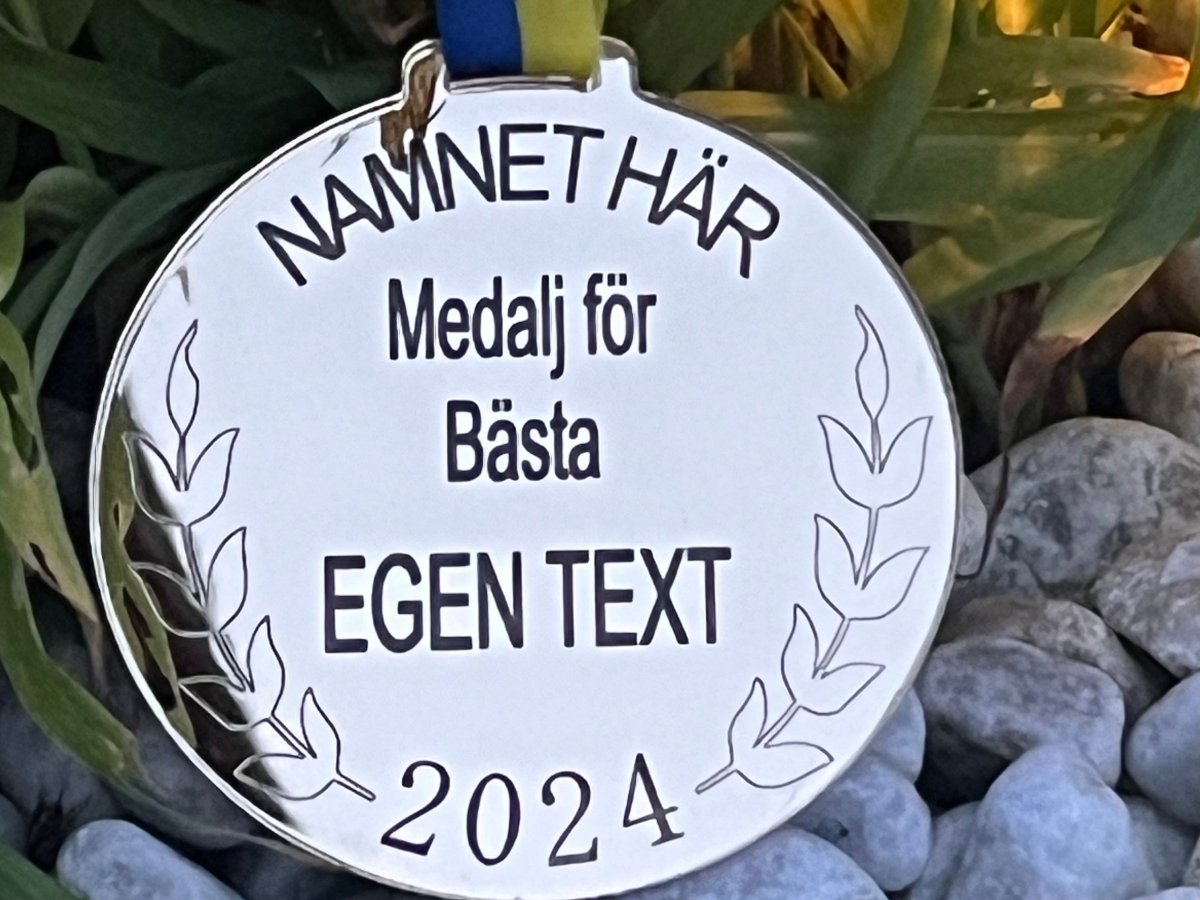 NAMNET HÄR
Medalj för
Bästa
EGEN TEXT
2024